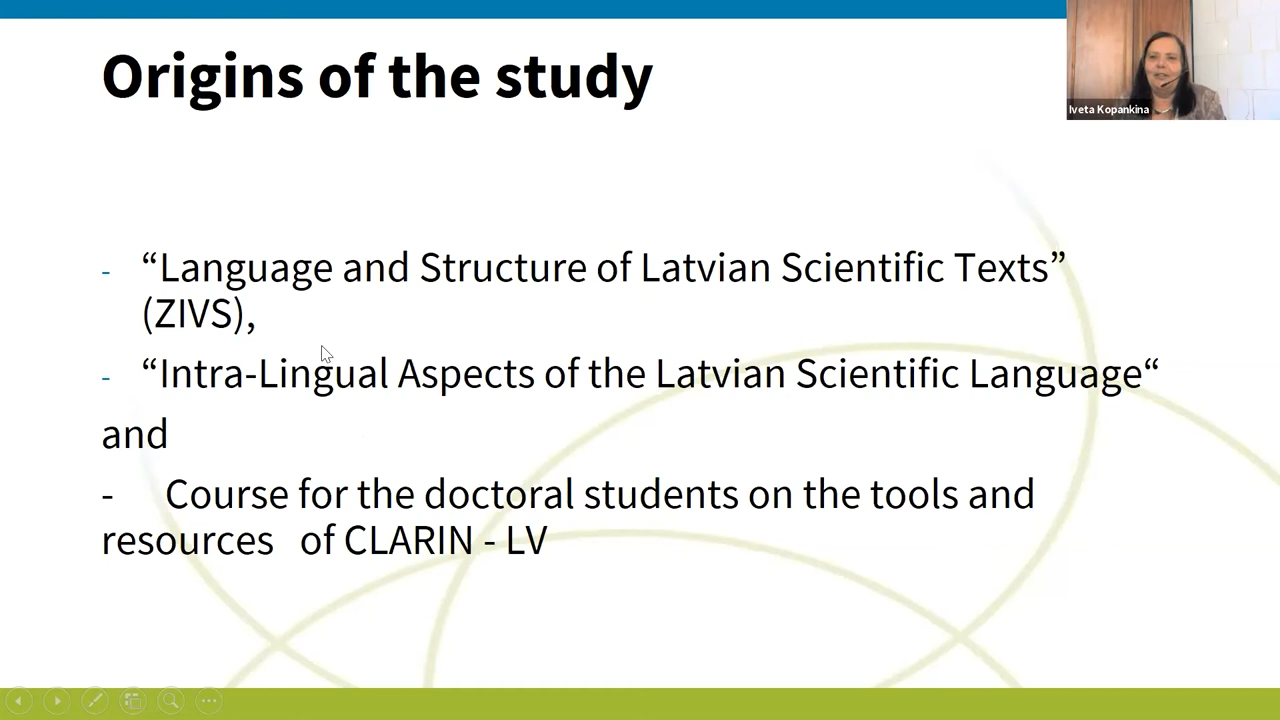 Origins of the study
Iveta Kopankina
- “Language and Structure of Latvian Scientific Texts”
(ZIVS),
- “Intra-Lingual Aspects of the Latvian Scientific Language“
and
- Course for the doctoral students on the tools and
resources of CLARIN - LV